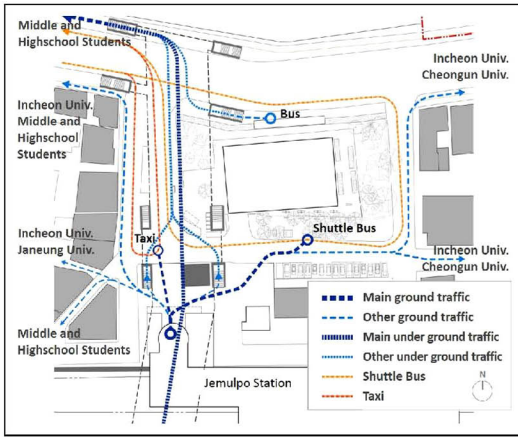 Middle and
Highschool Students
Incheon Univ.
Cheongun Univ.
Incheon Univ.
Middle and
Highschool
Students
Bus
Incheon Univ.
Janeung Univ.
Taxi
Shuttle Bus
Incheon Univ.
Cheongun Univ.
Middle and
Highschool Students
Jemulpo Station
Main ground traffic
Other ground traffic
Main under ground traffic
Other under ground traffic
Shuttle Bus
Taxi
N